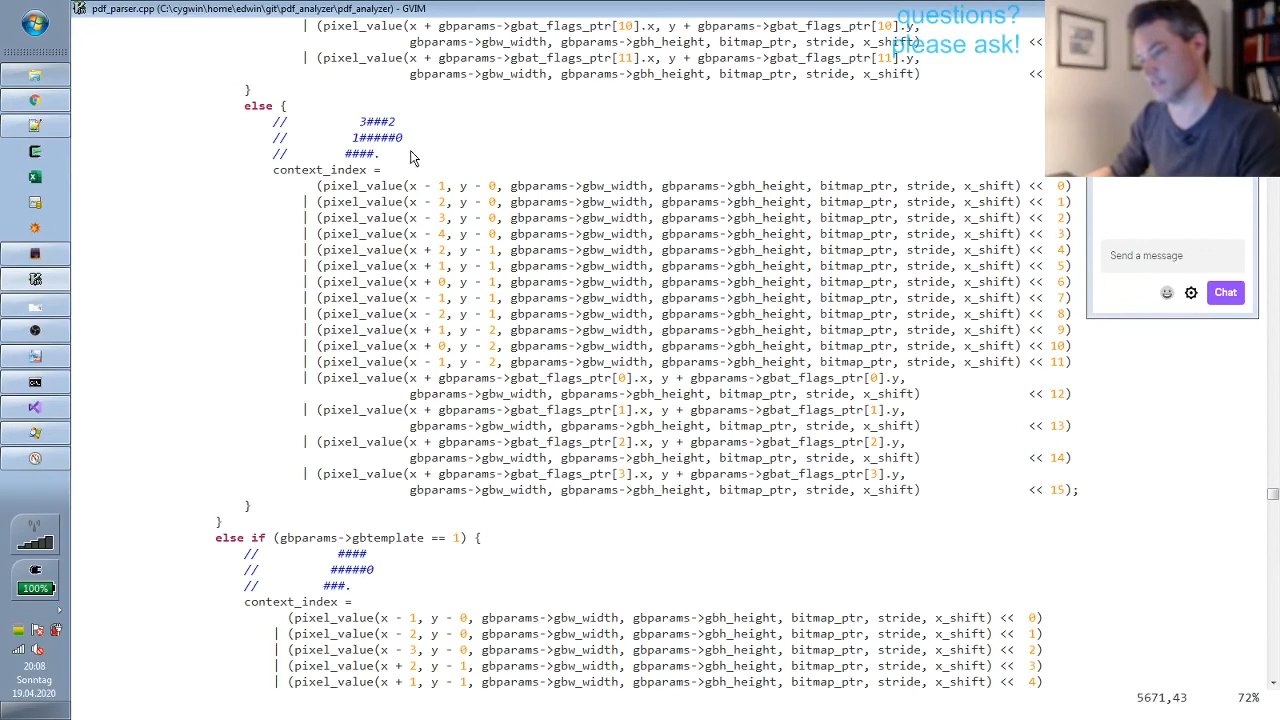 pdf_parser.cpp (C:\cygwin\home\edwin\git\pdf_analyzer\pdf_analyzer) - GVIM
questions?
please ask!
| (pixel_value(x + gbparams->gbat_flags_ptr[10].x, y + gbparams->gbat_flags_ptr[10].y,
gbparams->gbw_width, gbparams->gbh_height, bitmap_ptr, stride, x_shift) <<
| (pixel_value(x + gbparams->gbat_flags_ptr[11].x, y + gbparams->gbat_flags_ptr[11].y,
gbparams->gbw_width, gbparams->gbh_height, bitmap_ptr, stride, x_shift) <<
}
else {
// 3###2
// 1#####0
// ####.
context_index =
(pixel_value(x - 1, y - 0, gbparams->gbw_width, gbparams->gbh_height, bitmap_ptr, stride, x_shift) << 0)
| (pixel_value(x - 2, y - 0, gbparams->gbw_width, gbparams->gbh_height, bitmap_ptr, stride, x_shift) << 1)
| (pixel_value(x - 3, y - 0, gbparams->gbw_width, gbparams->gbh_height, bitmap_ptr, stride, x_shift) << 2)
| (pixel_value(x - 4, y - 0, gbparams->gbw_width, gbparams->gbh_height, bitmap_ptr, stride, x_shift) << 3)
| (pixel_value(x + 2, y - 1, gbparams->gbw_width, gbparams->gbh_height, bitmap_ptr, stride, x_shift) << 4)
| (pixel_value(x + 1, y - 1, gbparams->gbw_width, gbparams->gbh_height, bitmap_ptr, stride, x_shift) << 5)
| (pixel_value(x + 0, y - 1, gbparams->gbw_width, gbparams->gbh_height, bitmap_ptr, stride, x_shift) << 6)
| (pixel_value(x - 1, y - 1, gbparams->gbw_width, gbparams->gbh_height, bitmap_ptr, stride, x_shift) << 7)
| (pixel_value(x - 2, y - 1, gbparams->gbw_width, gbparams->gbh_height, bitmap_ptr, stride, x_shift) << 8)
| (pixel_value(x + 1, y - 2, gbparams->gbw_width, gbparams->gbh_height, bitmap_ptr, stride, x_shift) << 9)
| (pixel_value(x + 0, y - 2, gbparams->gbw_width, gbparams->gbh_height, bitmap_ptr, stride, x_shift) << 10)
| (pixel_value(x - 1, y - 2, gbparams->gbw_width, gbparams->gbh_height, bitmap_ptr, stride, x_shift) << 11)
| (pixel_value(x + gbparams->gbat_flags_ptr[0].x, y + gbparams->gbat_flags_ptr[0].y,
gbparams->gbw_width, gbparams->gbh_height, bitmap_ptr, stride, x_shift) << 12)
| (pixel_value(x + gbparams->gbat_flags_ptr[1].x, y + gbparams->gbat_flags_ptr[1].y,
gbparams->gbw_width, gbparams->gbh_height, bitmap_ptr, stride, x_shift) << 13)
| (pixel_value(x + gbparams->gbat_flags_ptr[2].x, y + gbparams->gbat_flags_ptr[2].y,
gbparams->gbw_width, gbparams->gbh_height, bitmap_ptr, stride, x_shift) << 14)
| (pixel_value(x + gbparams->gbat_flags_ptr[3].x, y + gbparams->gbat_flags_ptr[3].y,
gbparams->gbw_width, gbparams->gbh_height, bitmap_ptr, stride, x_shift) << 15);
}
}
else if (gbparams->gbtemplate == 1) {
// ####
// #####0
// ###.
context_index =
(pixel_value(x - 1, y - 0, gbparams->gbw_width, gbparams->gbh_height, bitmap_ptr, stride, x_shift) << 0)
| (pixel_value(x - 2, y - 0, gbparams->gbw_width, gbparams->gbh_height, bitmap_ptr, stride, x_shift) << 1)
| (pixel_value(x - 3, y - 0, gbparams->gbw_width, gbparams->gbh_height, bitmap_ptr, stride, x_shift) << 2)
| (pixel_value(x + 2, y - 1, gbparams->gbw_width, gbparams->gbh_height, bitmap_ptr, stride, x_shift) << 3)
| (pixel_value(x + 1, y - 1, gbparams->gbw_width, gbparams->gbh_height, bitmap_ptr, stride, x_shift) << 4)
5671,43 72%
Send a message
Chat
100%
20:08
Sonntag
19.04.2020